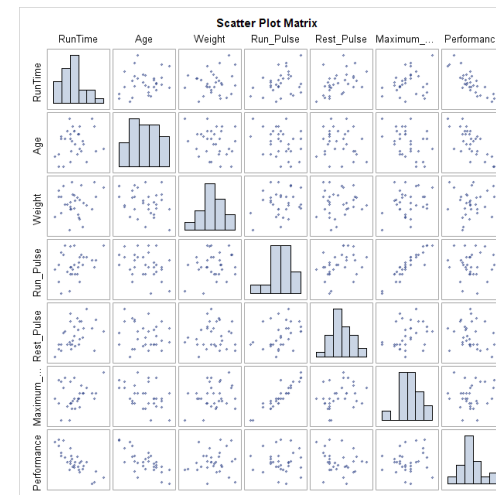 Scatter Plot Matrix
RunTime Age Weight Run_Pulse Rest_Pulse Maximum_... Performanc
RunTime
Age
Weight
Run_Pulse
Rest_Pulse
Maximum_...
Performance